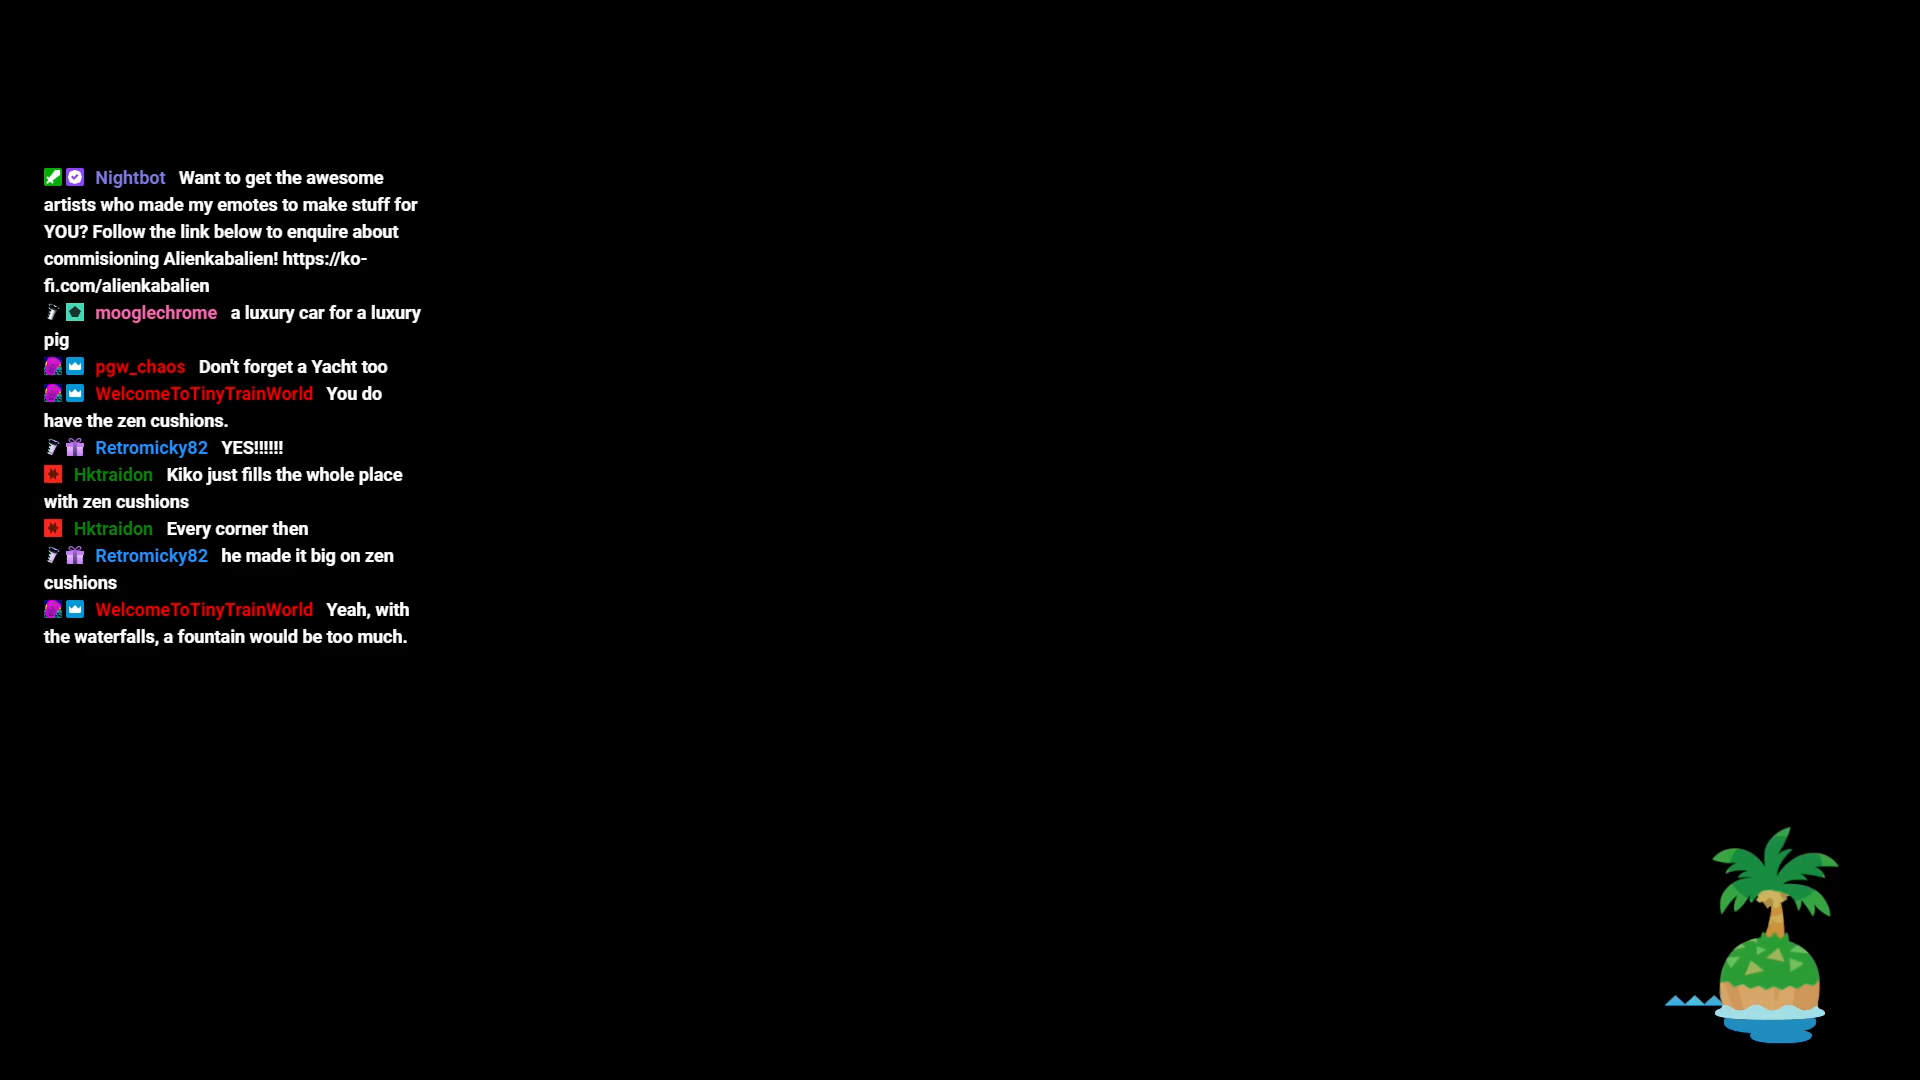 Nightbot Want to get the awesome
artists who made my emotes to make stuff for
YOU? Follow the link below to enquire about
commisioning Alienkabalien! https://ko-
fi.com/alienkabalien
mooglechrome a luxury car for a luxury
pig
pgw_chaos Don't forget a Yacht too
WelcomeToTinyTrainWorld You do
have the zen cushions.
Retromicky82 YES!!!!!!
Hktraidon Kiko just fills the whole place
with zen cushions
Hktraidon Every corner then
Retromicky82 he made it big on zen
cushions
WelcomeToTinyTrainWorld Yeah, with
the waterfalls, a fountain would be too much.